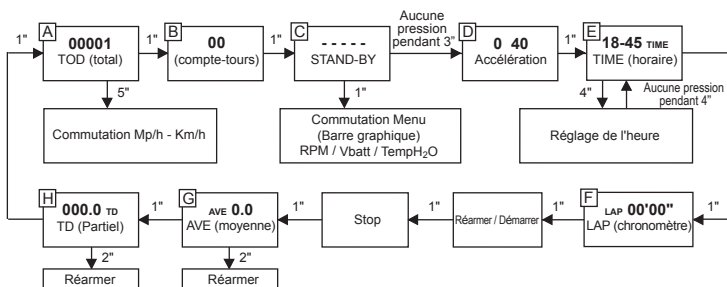 Aucune
pression
pendant 3"
A
00001
TOD (total)
1"
1"
B
00
(compte-tours)
1"
C
- - - - -
STAND-BY
D
0 40
Accélération
1"
E
18-45 TIME
TIME (horaire)
5"
1"
4"
Aucune pression
pendant 4"
Commutation Mp/h - Km/h
Commutation Menu
(Barre graphique)
RPM / Vbatt / TempH₂O
Réglage de l'heure
H
000.0 TD
TD (Partiel)
1"
G
AVE 0.0
AVE (moyenne)
1"
Stop
1"
Réarmer / Démarrer
1"
F
LAP 00'00"
LAP (chronomètre)
1"
2"
2"
Réarmer
Réarmer